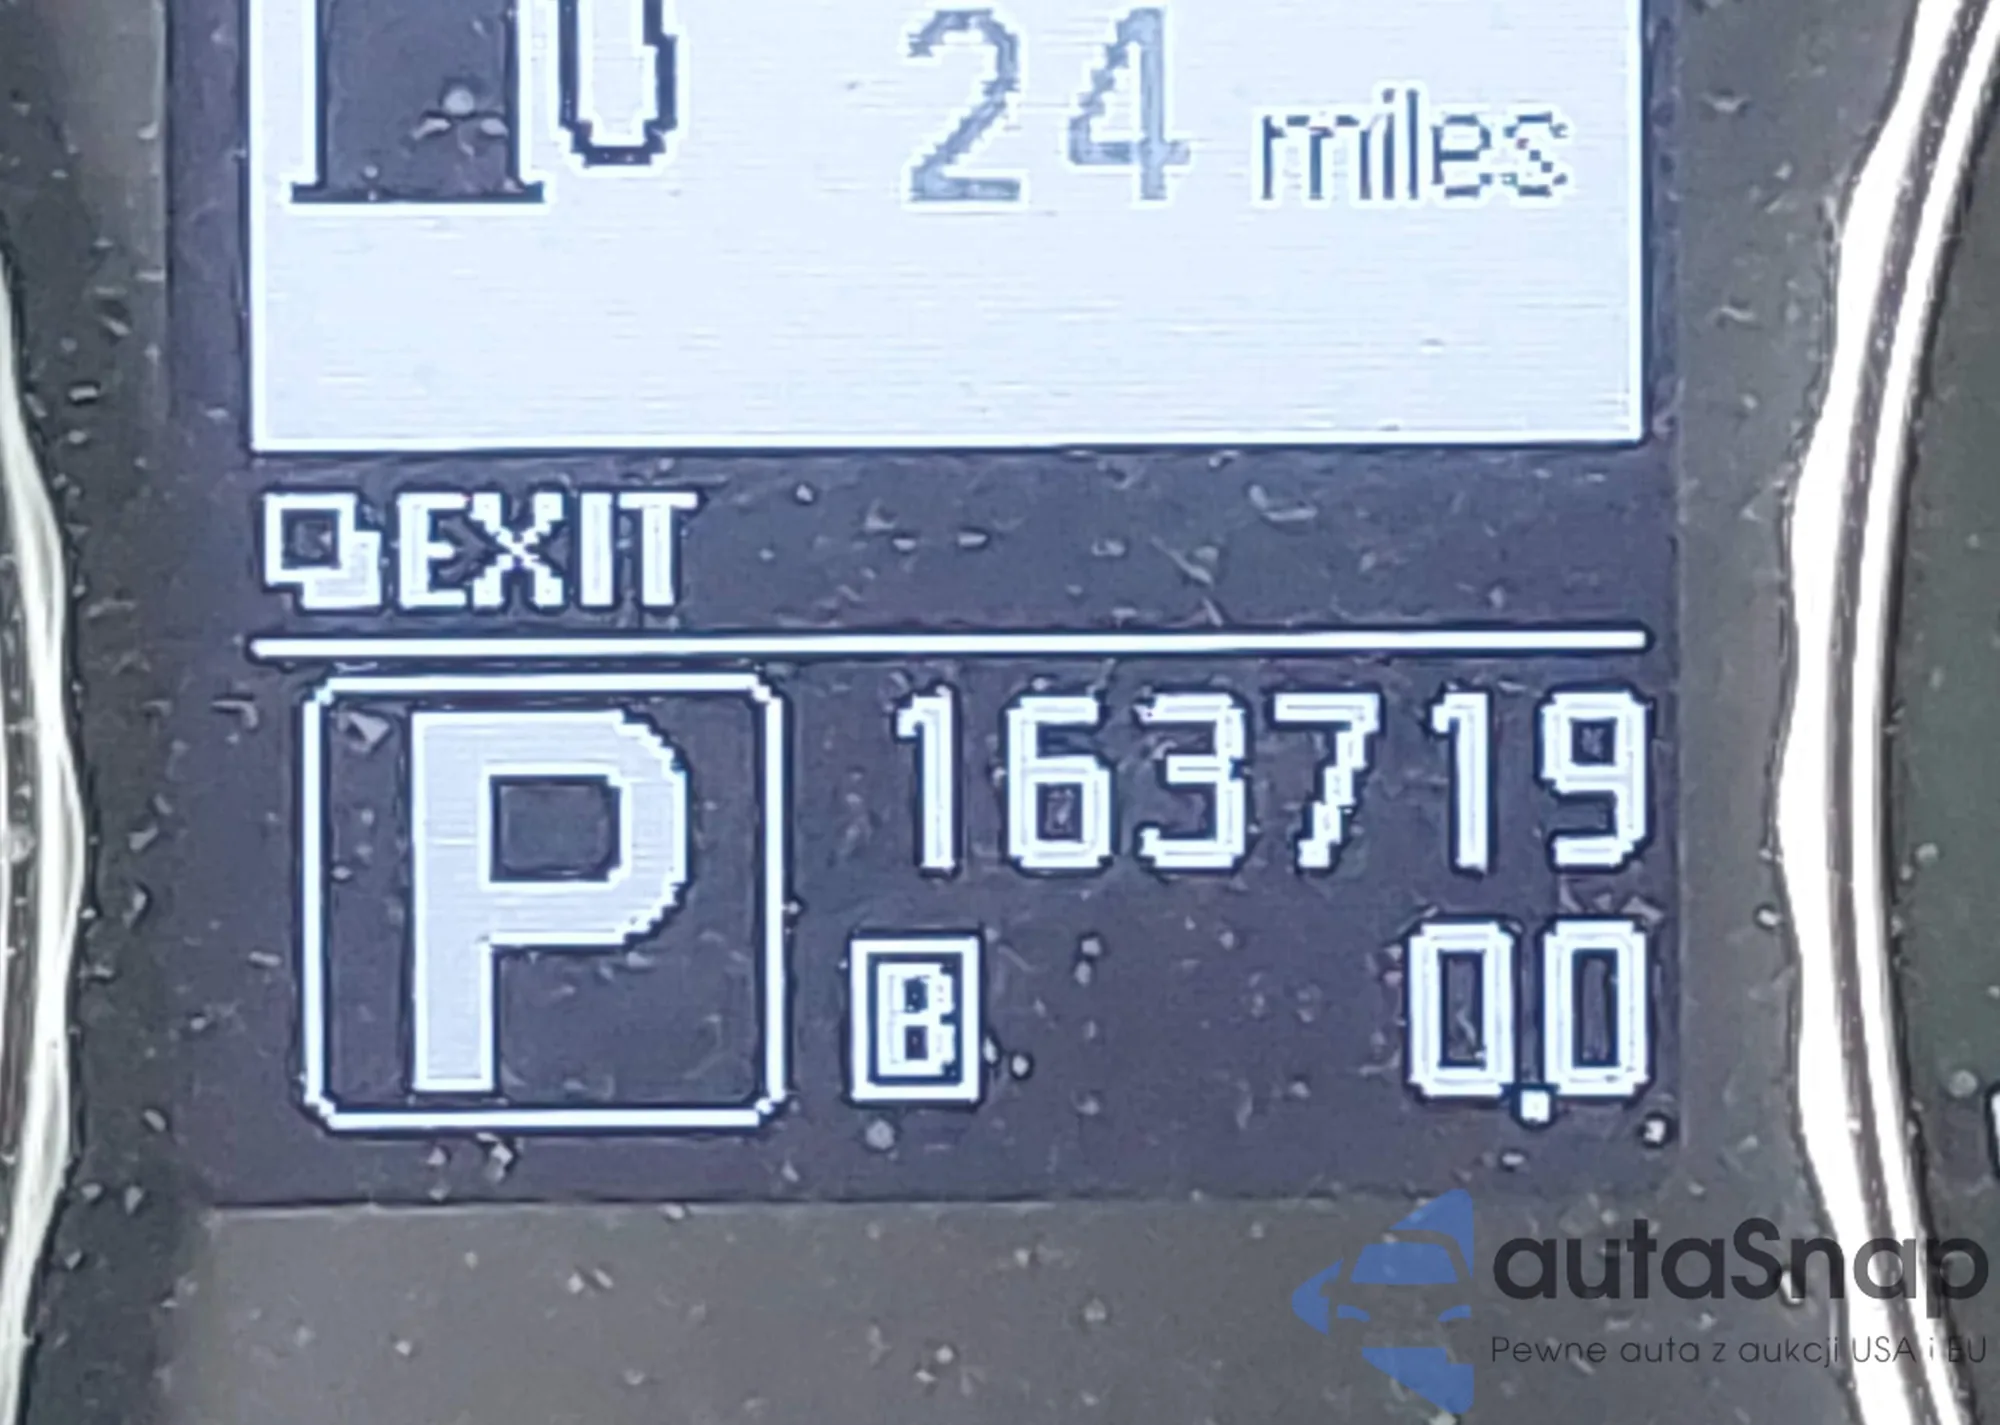 24 miles
EXIT
P 163719
B 0.0
autaSnap
Pewne auta z aukcji USA i EU